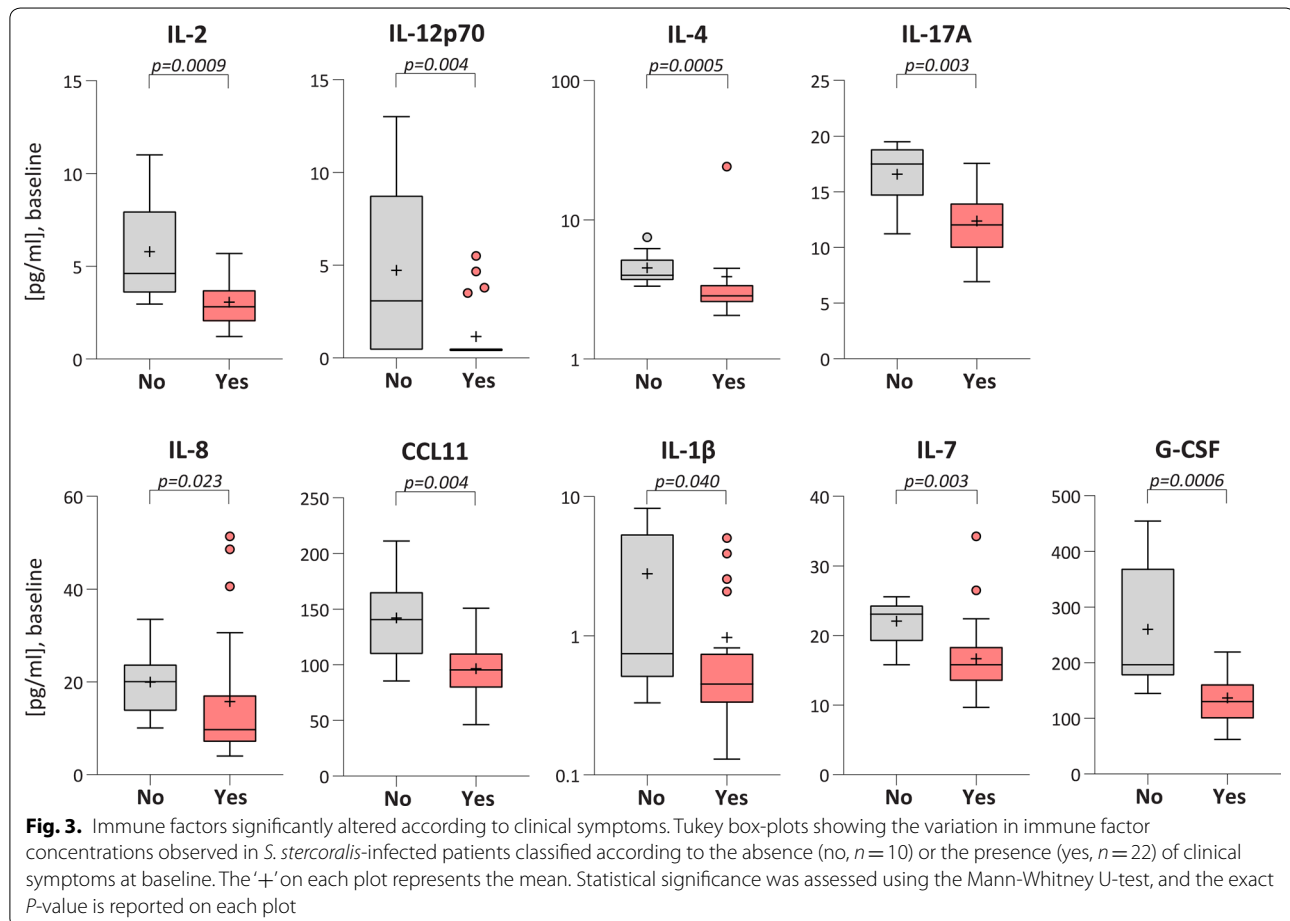 IL-2 IL-12p70 IL-4 IL-17A
p=0.0009 p=0.004 p=0.0005 p=0.003
[pg/ml], baseline
15
10
5
0
No Yes
15
10
5
0
No Yes
100
10
1
No Yes
25
20
15
10
5
0
No Yes
IL-8 CCL11 IL-1β IL-7 G-CSF
p=0.023 p=0.004 p=0.040 p=0.003 p=0.0006
[pg/ml], baseline
60
40
20
0
No Yes
250
200
150
100
50
0
No Yes
10
1
0.1
No Yes
40
30
20
10
0
No Yes
500
400
300
200
100
0
No Yes
Fig. 3. Immune factors significantly altered according to clinical symptoms. Tukey box-plots showing the variation in immune factor
concentrations observed in S. stercoralis-infected patients classified according to the absence (no, n = 10) or the presence (yes, n = 22) of clinical
symptoms at baseline. The '+' on each plot represents the mean. Statistical significance was assessed using the Mann-Whitney U-test, and the exact
P-value is reported on each plot